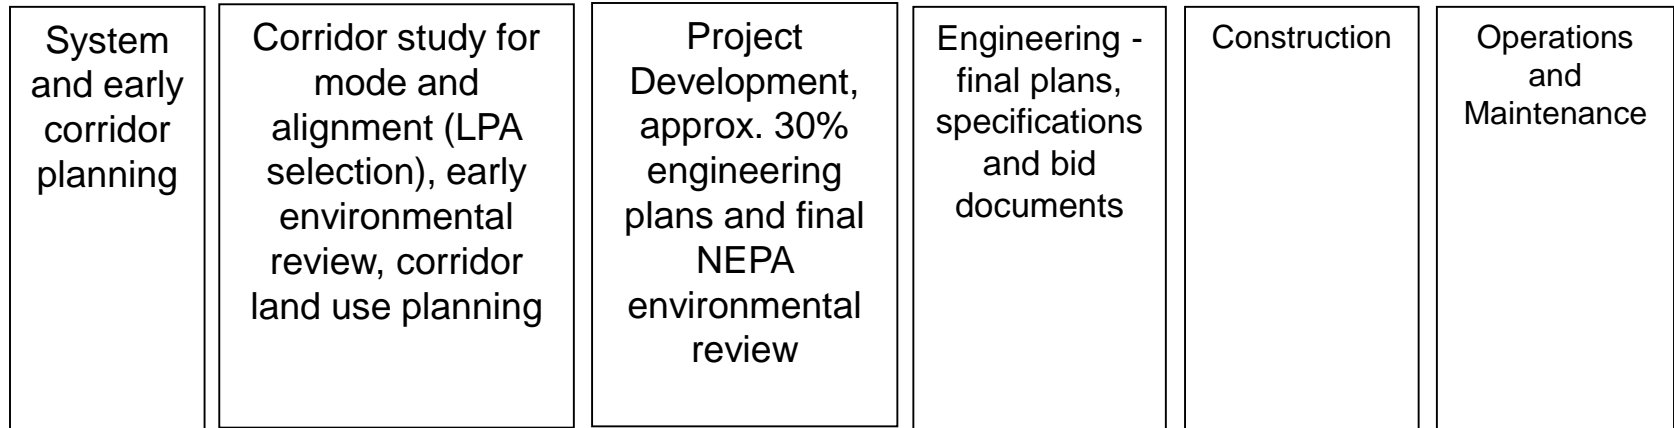 System
and early
corridor
planning
Corridor study for
mode and
alignment (LPA
selection), early
environmental
review, corridor
land use planning
Project
Development,
approx. 30%
engineering
plans and final
NEPA
environmental
review
Engineering -
final plans,
specifications
and bid
documents
Construction
Operations
and
Maintenance